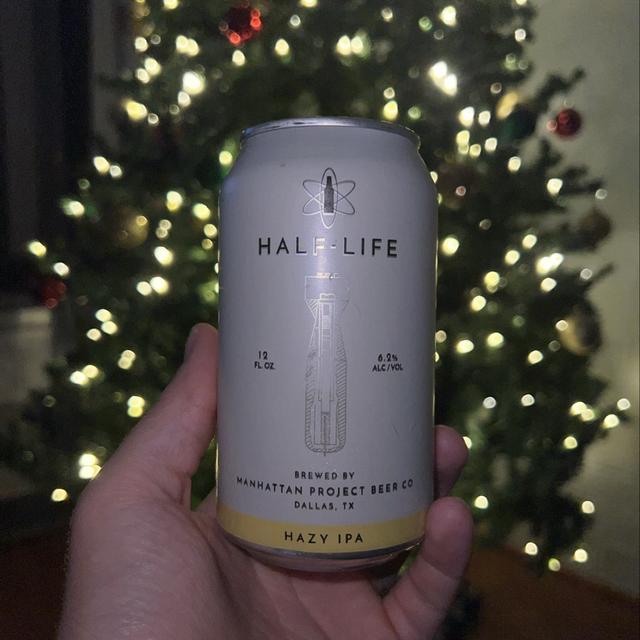 HALF-LIFE
12
FL. OZ.
6.2%
ALC/VOL
BREWED BY
MANHATTAN PROJECT BEER CO
DALLAS, TX
HAZY IPA